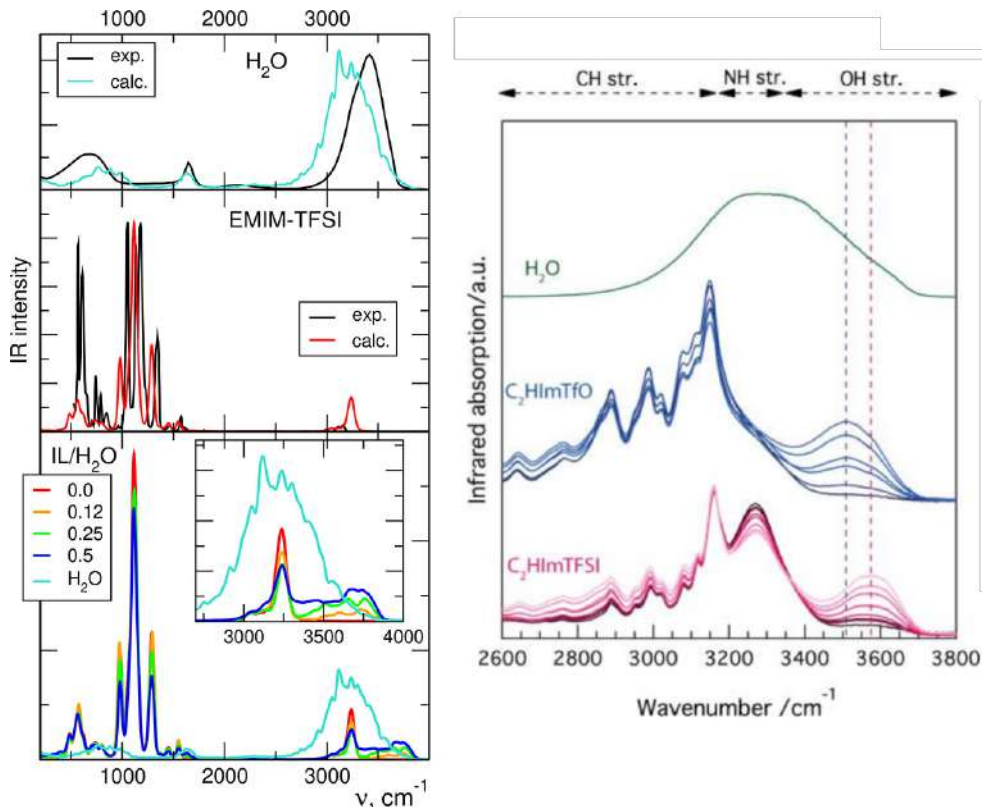 1000 2000 3000
H₂O
exp.
calc.
EMIM-TFSI
exp.
calc.
IR intensity
IL/H₂O
0.0
0.12
0.25
0.5
H₂O
3000 3500 4000
1000 2000 3000
ν, cm⁻¹
CH str. NH str. OH str.
H₂O
C₂HImTfO
C₂HImTFSI
Infrared absorption/a.u.
2600 2800 3000 3200 3400 3600 3800
Wavenumber /cm⁻¹